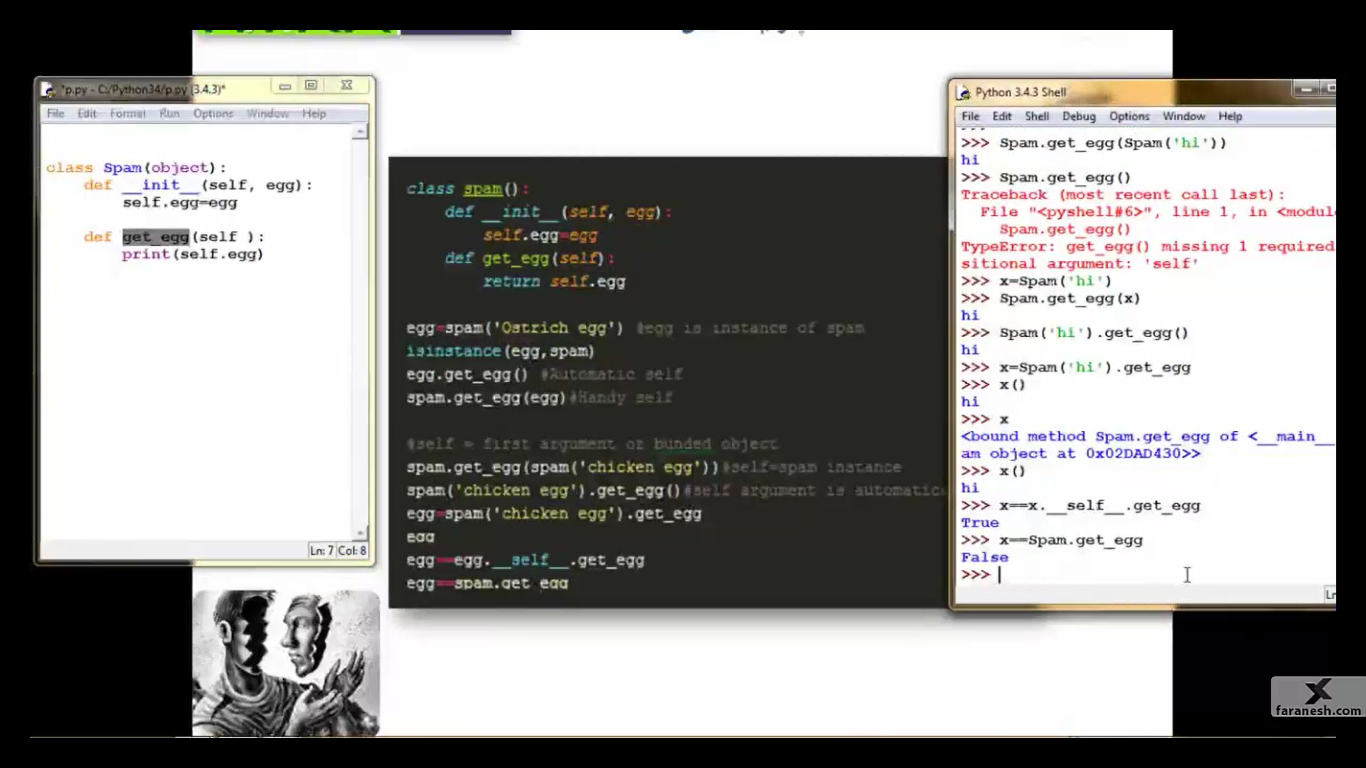 *p.py - C:/Python34/p.py (3.4.3)*
File Edit Format Run Options Window Help
class Spam(object):
def __init__(self, egg):
self.egg=egg
def get_egg(self ):
print(self.egg)
Ln: 7 Col: 8
class spam():
def __init__(self, egg):
self.egg=egg
def get_egg(self):
return self.egg
egg=spam('Ostrich egg') #egg is instance of spam
isinstance(egg,spam)
egg.get_egg() #Automatic self
spam.get_egg(egg)#Handy self
#self = first argument or bunded object
spam.get_egg(spam('chicken egg'))#self=spam instance
spam('chicken egg').get_egg()#self argument is automatic
egg=spam('chicken egg').get_egg
egg
egg==egg.__self__.get_egg
egg==spam.get_egg
Python 3.4.3 Shell
File Edit Shell Debug Options Window Help
>>> Spam.get_egg(Spam('hi'))
hi
>>> Spam.get_egg()
Traceback (most recent call last):
File "<pyshell#6>", line 1, in <module
Spam.get_egg()
TypeError: get_egg() missing 1 required
sitional argument: 'self'
>>> x=Spam('hi')
>>> Spam.get_egg(x)
hi
>>> Spam('hi').get_egg()
hi
>>> x=Spam('hi').get_egg
>>> x()
hi
>>> x
<bound method Spam.get_egg of <__main__
am object at 0x02DAD430>>
>>> x()
hi
>>> x==x.__self__.get_egg
True
>>> x==Spam.get_egg
False
>>>
faranesh.com